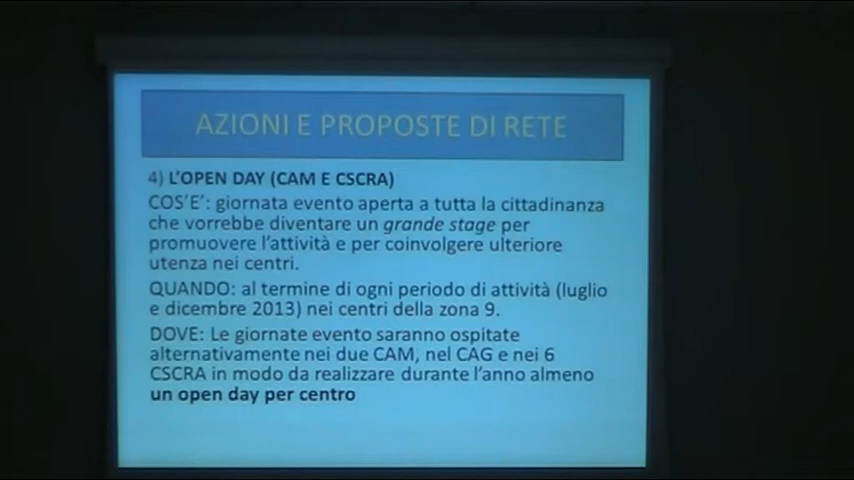 AZIONI E PROPOSTE DI RETE
4) L'OPEN DAY (CAM E CSCRA)
COS'E': giornata evento aperta a tutta la cittadinanza
che vorrebbe diventare un grande stage per
promuovere l'attività e per coinvolgere ulteriore
utenza nei centri.
QUANDO: al termine di ogni periodo di attività (luglio
e dicembre 2013) nei centri della zona 9.
DOVE: Le giornate evento saranno ospitate
alternativamente nei due CAM, nel CAG e nei 6
CSCRA in modo da realizzare durante l'anno almeno
un open day per centro